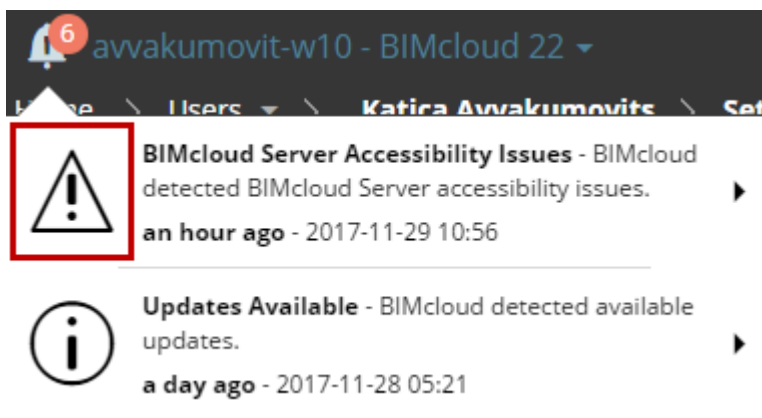 6
avvakumovit-w10 - BIMcloud 22
Home Users Katica Avvakumovits Set
BIMcloud Server Accessibility Issues - BIMcloud
detected BIMcloud Server accessibility issues.
an hour ago - 2017-11-29 10:56
Updates Available - BIMcloud detected available
updates.
a day ago - 2017-11-28 05:21